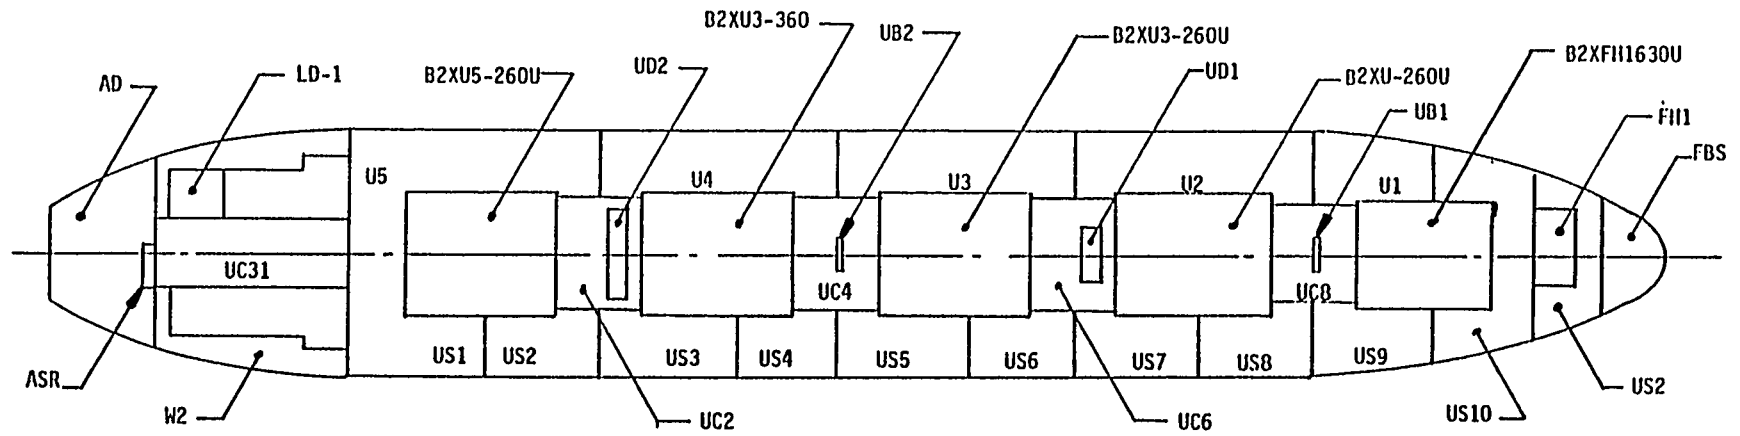 B2XU3-360
UB2
B2XU3-260U
B2XFH1630U
AD
LD-1
B2XU5-260U
UD2
UD1
B2XU-260U
UB1
FH1
FBS
U5
U4
U3
U2
U1
UC31
UC4
UC8
US1
US2
US3
US4
US5
US6
US7
US8
US9
ASR
W2
UC2
UC6
US10
US2